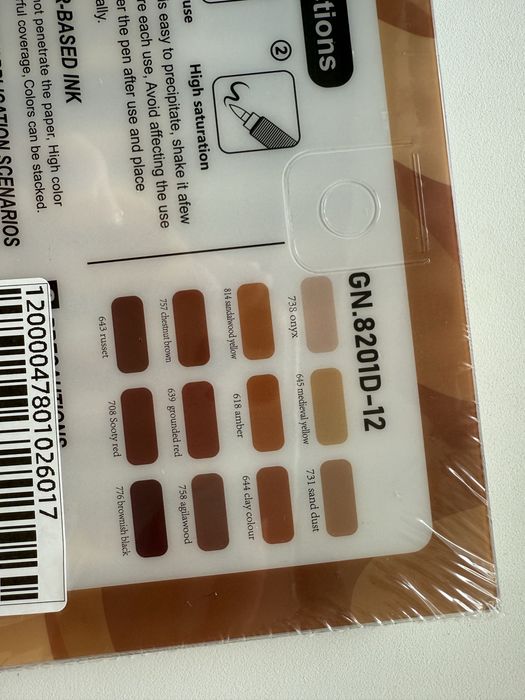 tions
②
High saturation
use
is easy to precipitate, shake it afew
re each use, Avoid affecting the use
er the pen after use and place
ally.
R-BASED INK
not penetrate the paper, High color
rful coverage, Colors can be stacked.
LICATION SCENARIOS
GN.8201D-12
738 onyx
645 medieval yellow
731 sand dust
814 sandalwood yellow
618 amber
644 clay colour
757 chestnut brown
639 grounded red
758 agilawood
643 russet
708 Sooty red
776 brownish black
12000047801026017